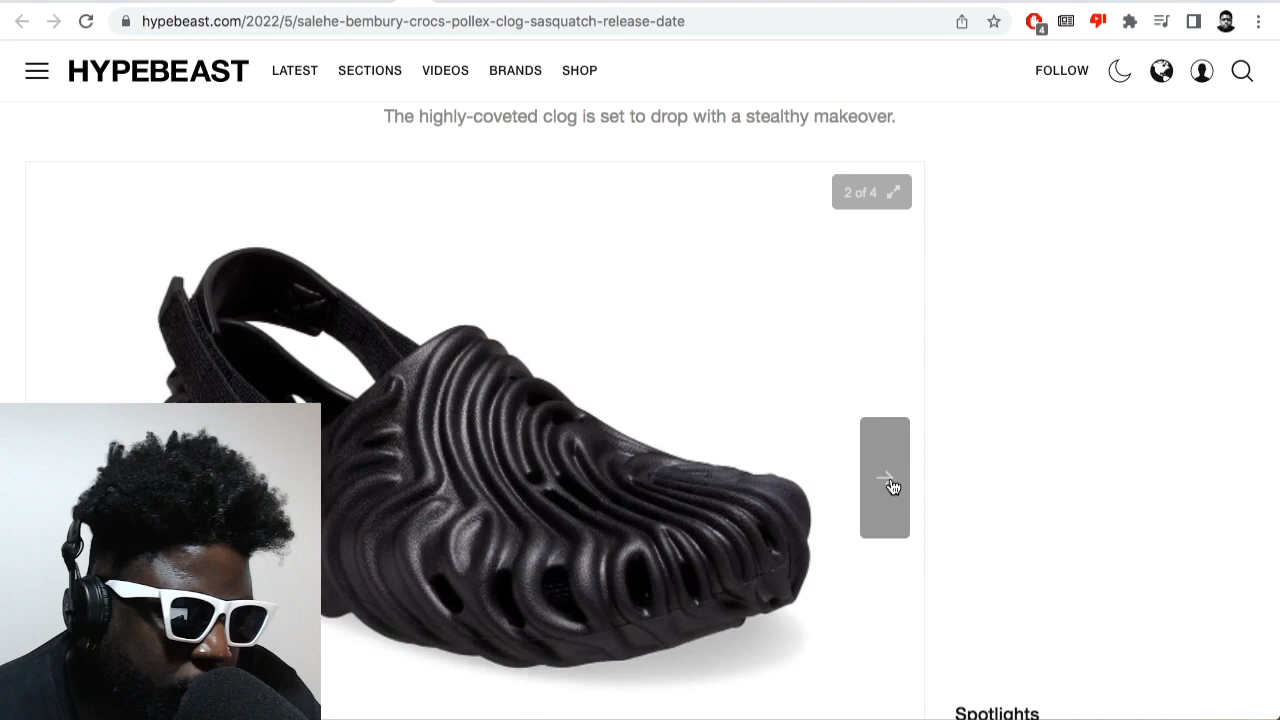 hypebeast.com/2022/5/salehe-bembury-crocs-pollex-clog-sasquatch-release-date
4
HYPEBEAST LATEST SECTIONS VIDEOS BRANDS SHOP FOLLOW
The highly-coveted clog is set to drop with a stealthy makeover.
2 of 4
Spotlights